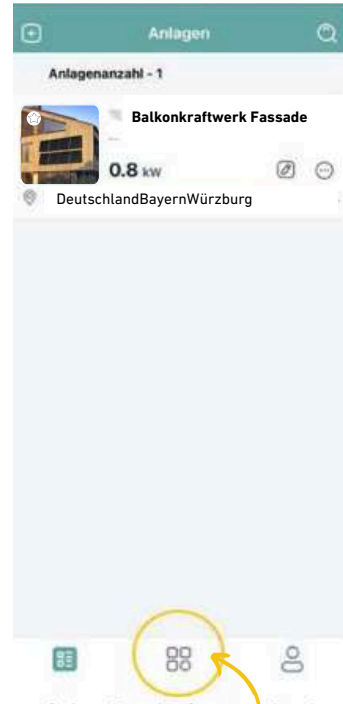 Anlagen
Anlagenanzahl - 1
Balkonkraftwerk Fassade
0.8 kW
DeutschlandBayernWürzburg